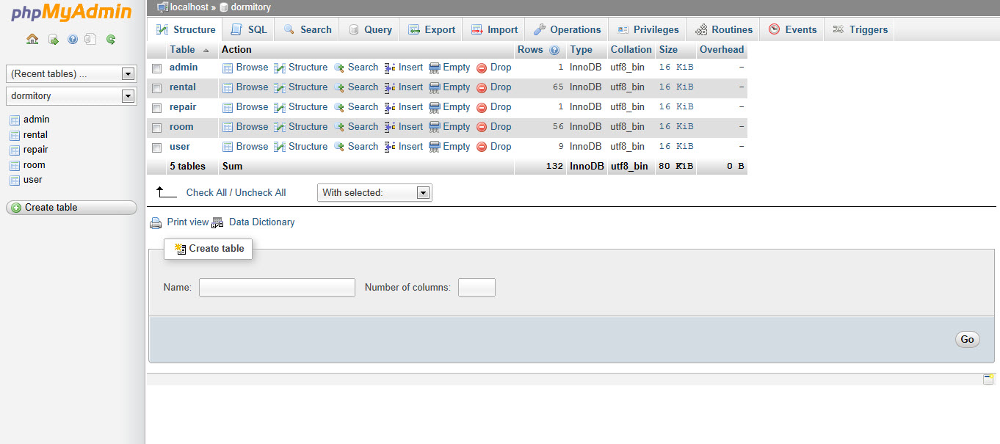 phpMyAdmin
(Recent tables) ...
dormitory
admin
rental
repair
room
user
Create table
localhost » dormitory
Structure SQL Search Query Export Import Operations Privileges Routines Events Triggers
Table Action Rows Type Collation Size Overhead
admin Browse Structure Search Insert Empty Drop 1 InnoDB utf8_bin 16 KiB –
rental Browse Structure Search Insert Empty Drop 65 InnoDB utf8_bin 16 KiB –
repair Browse Structure Search Insert Empty Drop 1 InnoDB utf8_bin 16 KiB –
room Browse Structure Search Insert Empty Drop 56 InnoDB utf8_bin 16 KiB –
user Browse Structure Search Insert Empty Drop 9 InnoDB utf8_bin 16 KiB –
5 tables Sum 132 InnoDB utf8_bin 80 KiB 0 B
Check All / Uncheck All With selected:
Print view Data Dictionary
Create table
Name: Number of columns:
Go